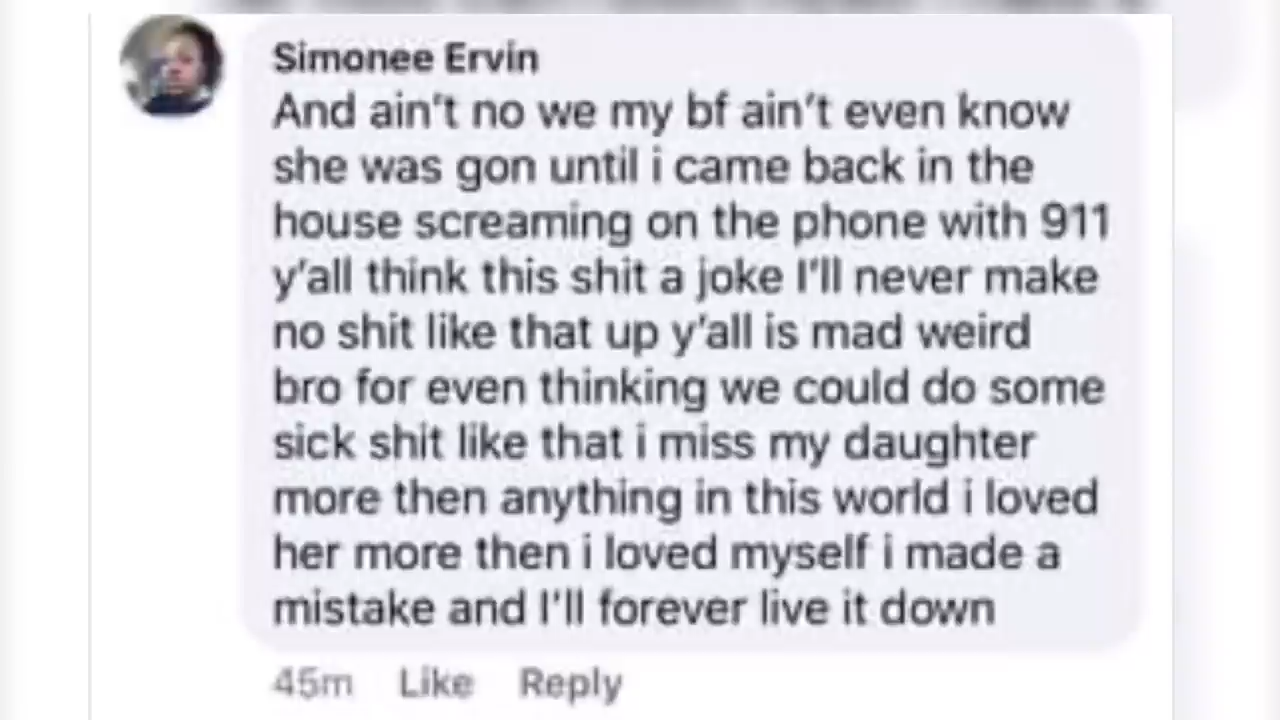 Simonee Ervin
And ain't no we my bf ain't even know
she was gon until i came back in the
house screaming on the phone with 911
y'all think this shit a joke I'll never make
no shit like that up y'all is mad weird
bro for even thinking we could do some
sick shit like that i miss my daughter
more then anything in this world i loved
her more then i loved myself i made a
mistake and I'll forever live it down
45m Like Reply